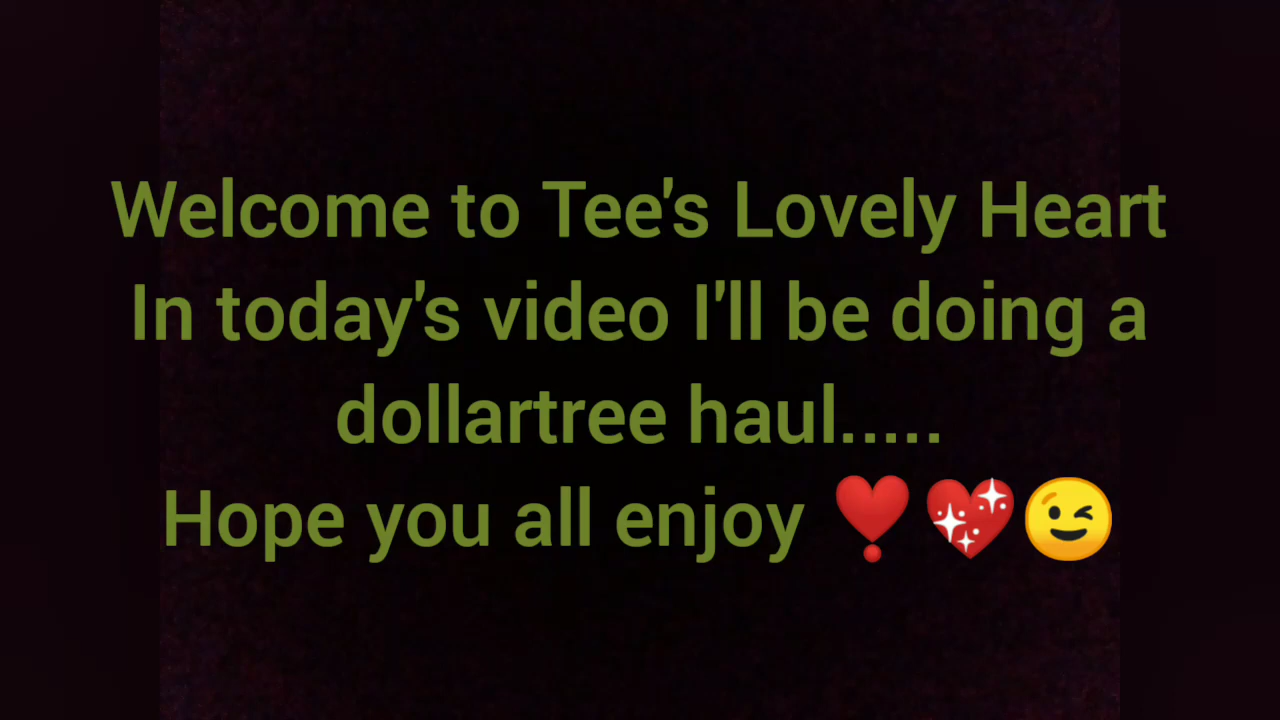 Welcome to Tee's Lovely Heart
In today's video I'll be doing a
dollartree haul.....
Hope you all enjoy ❣️💖😉